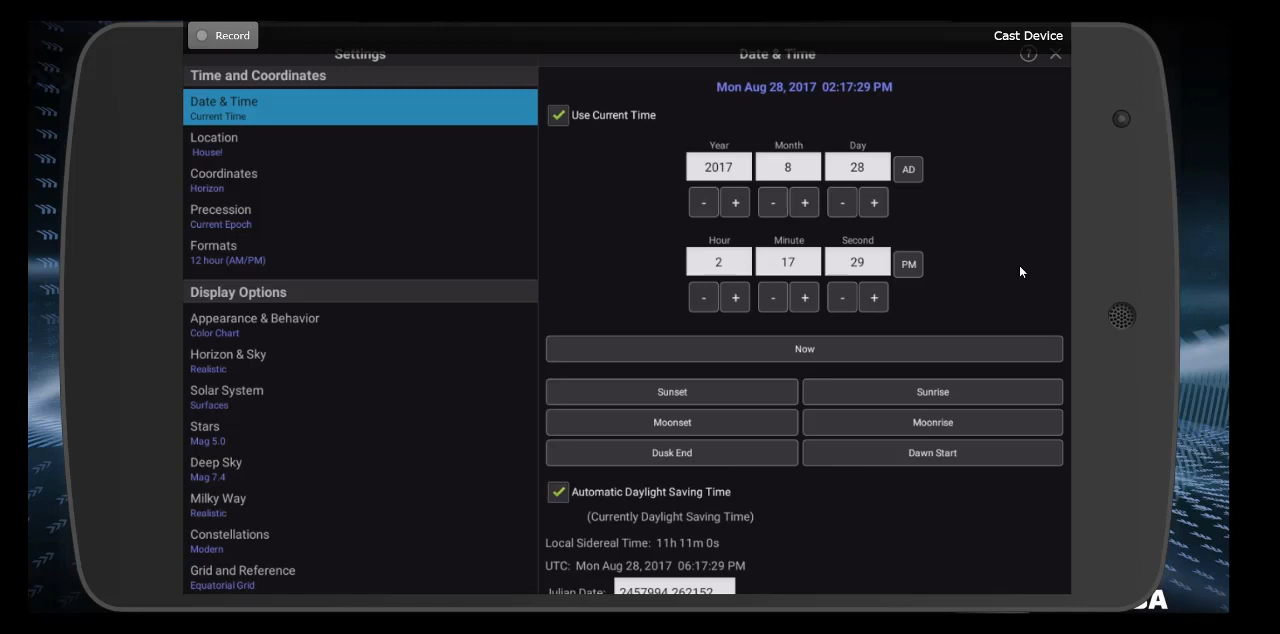 Record
Cast Device
Settings
Date & Time
Time and Coordinates
Date & Time
Current Time
Location
House!
Coordinates
Horizon
Precession
Current Epoch
Formats
12 hour (AM/PM)
Display Options
Appearance & Behavior
Color Chart
Horizon & Sky
Realistic
Solar System
Surfaces
Stars
Mag 5.0
Deep Sky
Mag 7.4
Milky Way
Realistic
Constellations
Modern
Grid and Reference
Equatorial Grid
Mon Aug 28, 2017 02:17:29 PM
Use Current Time
Year Month Day
2017 8 28 AD
- + - + - +
Hour Minute Second
2 17 29 PM
- + - + - +
Now
Sunset Sunrise
Moonset Moonrise
Dusk End Dawn Start
Automatic Daylight Saving Time
(Currently Daylight Saving Time)
Local Sidereal Time: 11h 11m 0s
UTC: Mon Aug 28, 2017 06:17:29 PM
Julian Date: 2457994.262152